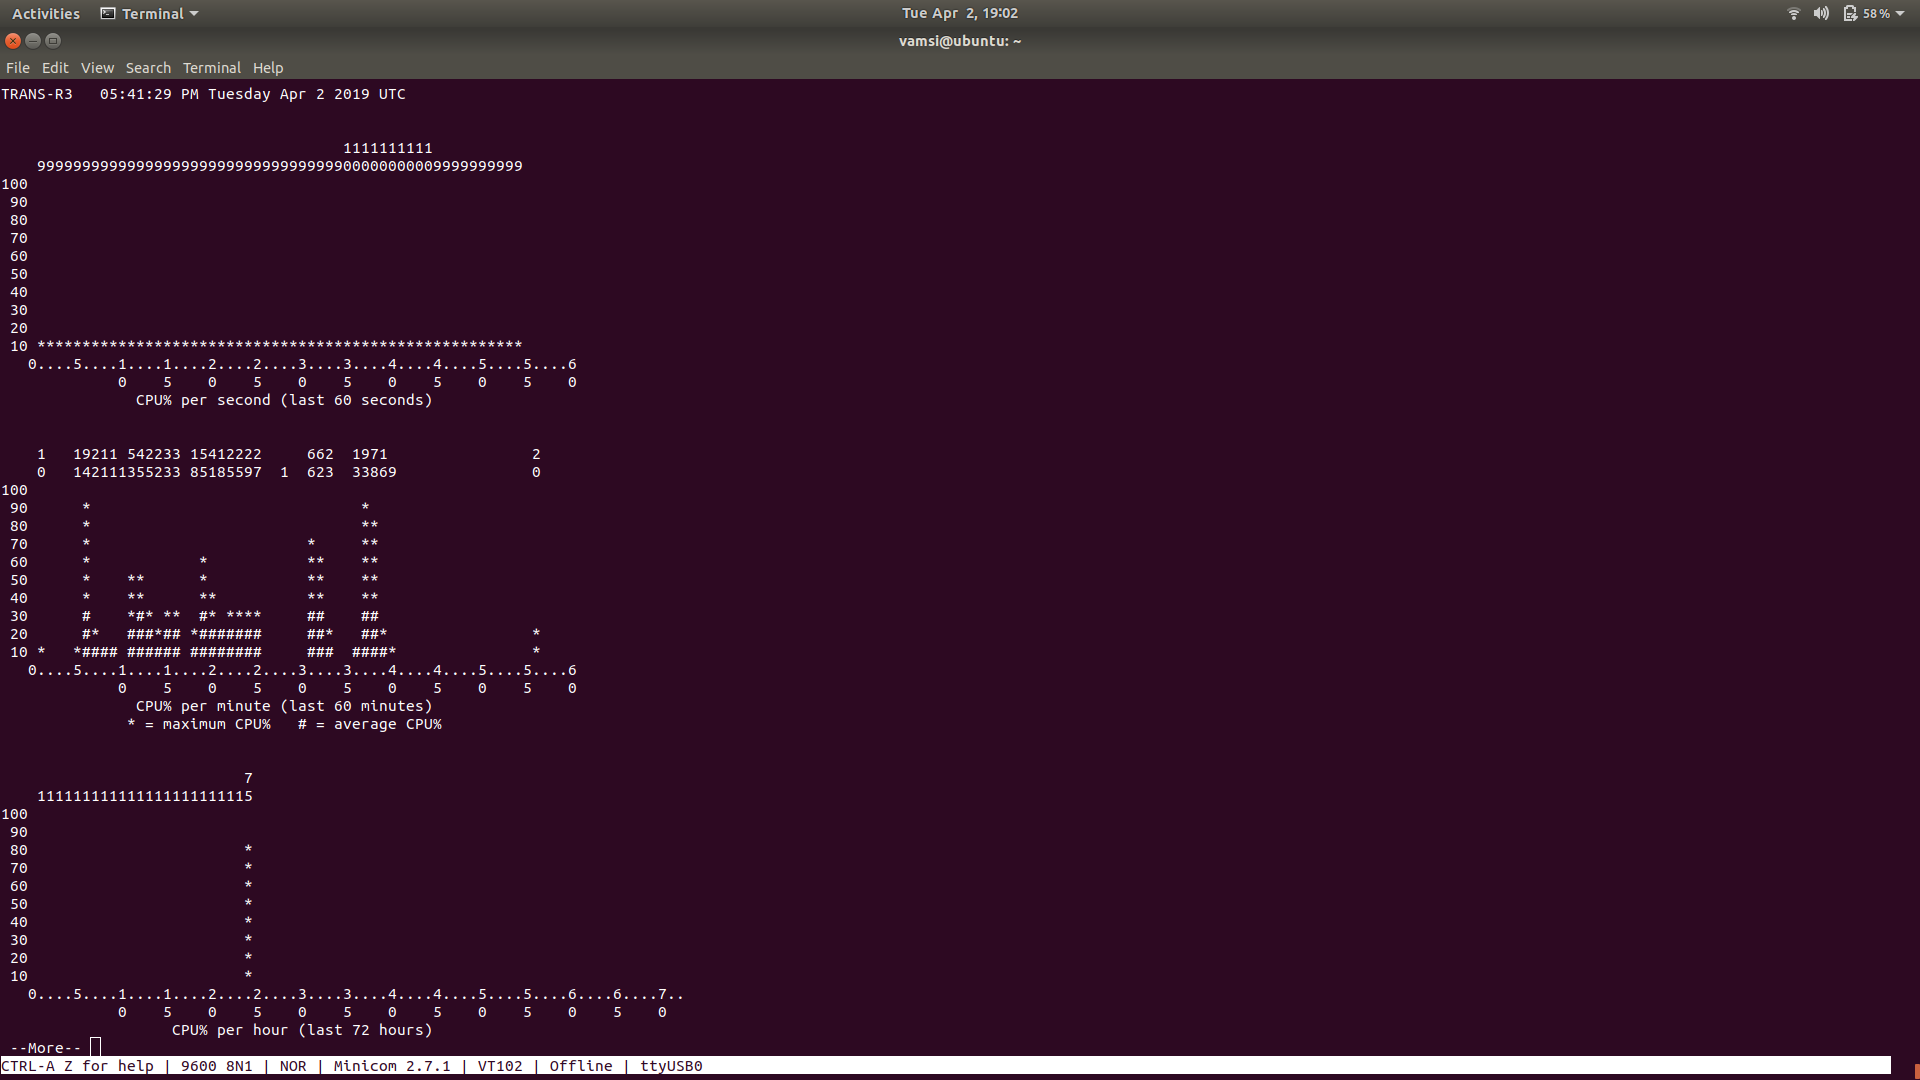 Activities Terminal Tue Apr 2, 19:02 58 %
vamsi@ubuntu: ~
File Edit View Search Terminal Help
TRANS-R3   05:41:29 PM Tuesday Apr 2 2019 UTC
                                      1111111111
    999999999999999999999999999999999900000000009999999999
100
 90
 80
 70
 60
 50
 40
 30
 20
 10 ******************************************************
   0....5....1....1....2....2....3....3....4....4....5....5....6
             0    5    0    5    0    5    0    5    0    5    0
               CPU% per second (last 60 seconds)
    1   19211 542233 15412222     662  1971                2
    0   142111355233 85185597  1  623  33869               0
100
 90      *                              *
 80      *                              **
 70      *                        *     **
 60      *            *           **    **
 50      *    **      *           **    **
 40      *    **      **          **    **
 30      #    *#* **  #* ****     ##    ##
 20      #*   ###*## *#######     ##*   ##*                *
 10 *   *#### ###### ########     ###  ####*               *
   0....5....1....1....2....2....3....3....4....4....5....5....6
             0    5    0    5    0    5    0    5    0    5    0
               CPU% per minute (last 60 minutes)
              * = maximum CPU%   # = average CPU%
                           7
    111111111111111111111115
100
 90
 80                        *
 70                        *
 60                        *
 50                        *
 40                        *
 30                        *
 20                        *
 10                        *
   0....5....1....1....2....2....3....3....4....4....5....5....6....6....7..
             0    5    0    5    0    5    0    5    0    5    0    5    0
                   CPU% per hour (last 72 hours)
 --More--
CTRL-A Z for help | 9600 8N1 | NOR | Minicom 2.7.1 | VT102 | Offline | ttyUSB0